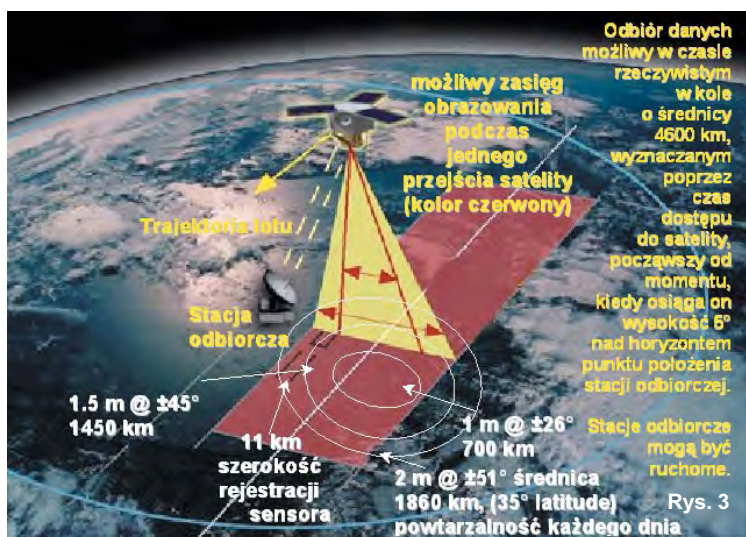 Odbiór danych
możliwy w czasie
rzeczywistym
w kole
o średnicy
4600 km,
wyznaczanym
poprzez
czas
dostępu
do satelity,
począwszy od
momentu,
kiedy osiąga on
wysokość 5°
nad horyzontem
punktu położenia
stacji odbiorczej.
Stacje odbiorcze
mogą być
ruchome.
możliwy zasięg
obrazowania
podczas
jednego
przejścia satelity
(kolor czerwony)
Trajektoria lotu
Stacja
odbiorcza
1.5 m @ ±45°
1450 km
11 km
szerokość
rejestracji
sensora
1 m @ ±26°
700 km
2 m @ ±51° średnica
1860 km, (35° latitude)
powtarzalność każdego dnia
Rys. 3